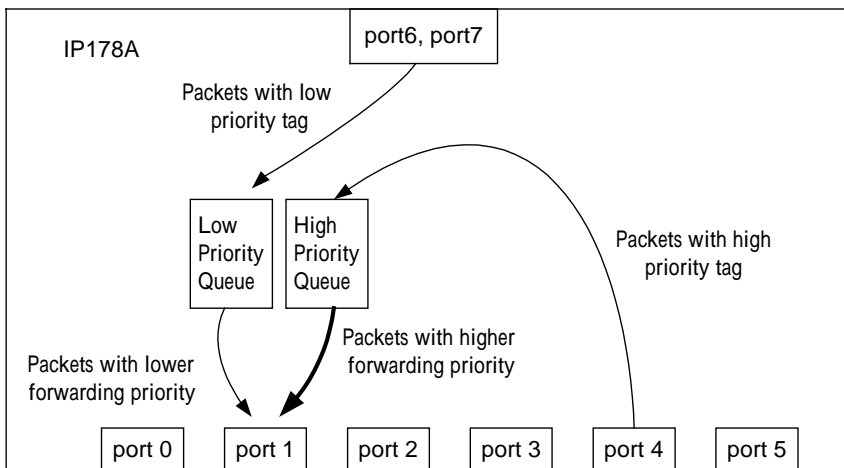 IP178A
port6, port7
Packets with low
priority tag
Low
Priority
Queue
High
Priority
Queue
Packets with high
priority tag
Packets with lower
forwarding priority
Packets with higher
forwarding priority
port 0
port 1
port 2
port 3
port 4
port 5